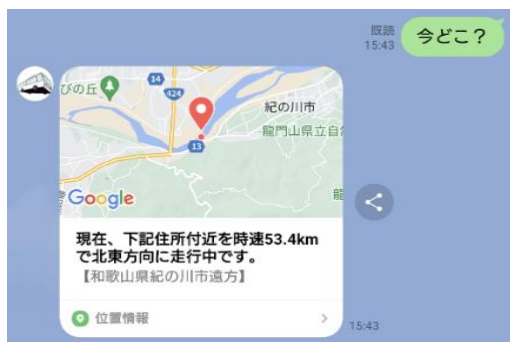 既読
15:43
今どこ？
びの丘
14
424
紀の川市
龍門山県立自
13
龍
Google
現在、下記住所付近を時速53.4km
で北東方向に走行中です。
【和歌山県紀の川市遠方】
位置情報
15:43